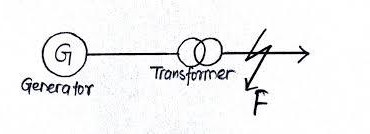 G
Generator
Transformer
F